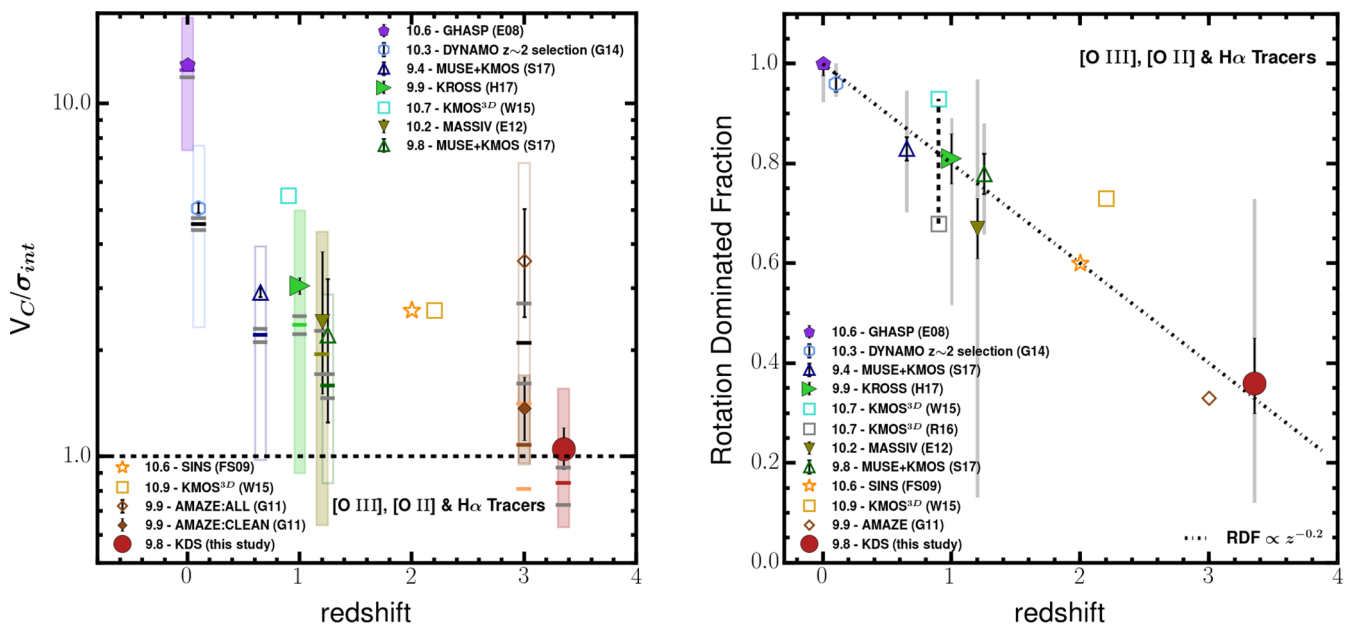 10.6 - GHASP (E08)
10.3 - DYNAMO z~2 selection (G14)
9.4 - MUSE+KMOS (S17)
9.9 - KROSS (H17)
10.7 - KMOS³ᴰ (W15)
10.2 - MASSIV (E12)
9.8 - MUSE+KMOS (S17)
10.0
1.0
V_C/σ_int
10.6 - SINS (FS09)
10.9 - KMOS³ᴰ (W15)
9.9 - AMAZE:ALL (G11)
9.9 - AMAZE:CLEAN (G11)
9.8 - KDS (this study)
[O III], [O II] & Hα Tracers
0 1 2 3 4
redshift
[O III], [O II] & Hα Tracers
1.0
0.8
0.6
0.4
0.2
0.0
Rotation Dominated Fraction
10.6 - GHASP (E08)
10.3 - DYNAMO z~2 selection (G14)
9.4 - MUSE+KMOS (S17)
9.9 - KROSS (H17)
10.7 - KMOS³ᴰ (W15)
10.7 - KMOS³ᴰ (R16)
10.2 - MASSIV (E12)
9.8 - MUSE+KMOS (S17)
10.6 - SINS (FS09)
10.9 - KMOS³ᴰ (W15)
9.9 - AMAZE (G11)
9.8 - KDS (this study)
RDF ∝ z^−0.2
0 1 2 3 4
redshift